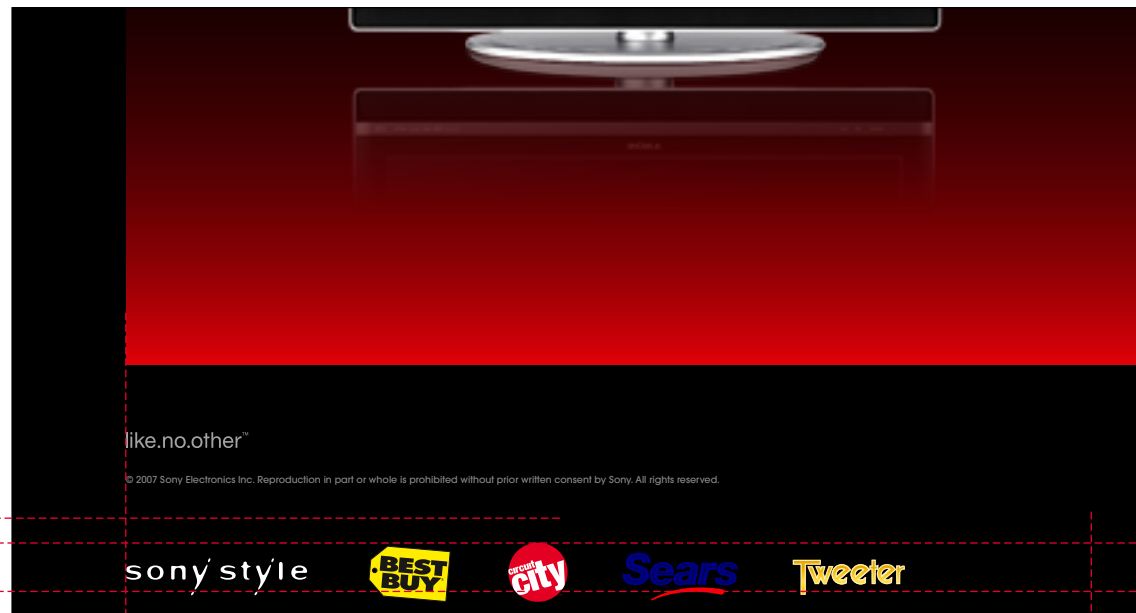 like.no.other™
© 2007 Sony Electronics Inc. Reproduction in part or whole is prohibited without prior written consent by Sony. All rights reserved.
sony style
BEST
BUY
circuit
city
Sears
Tweeter